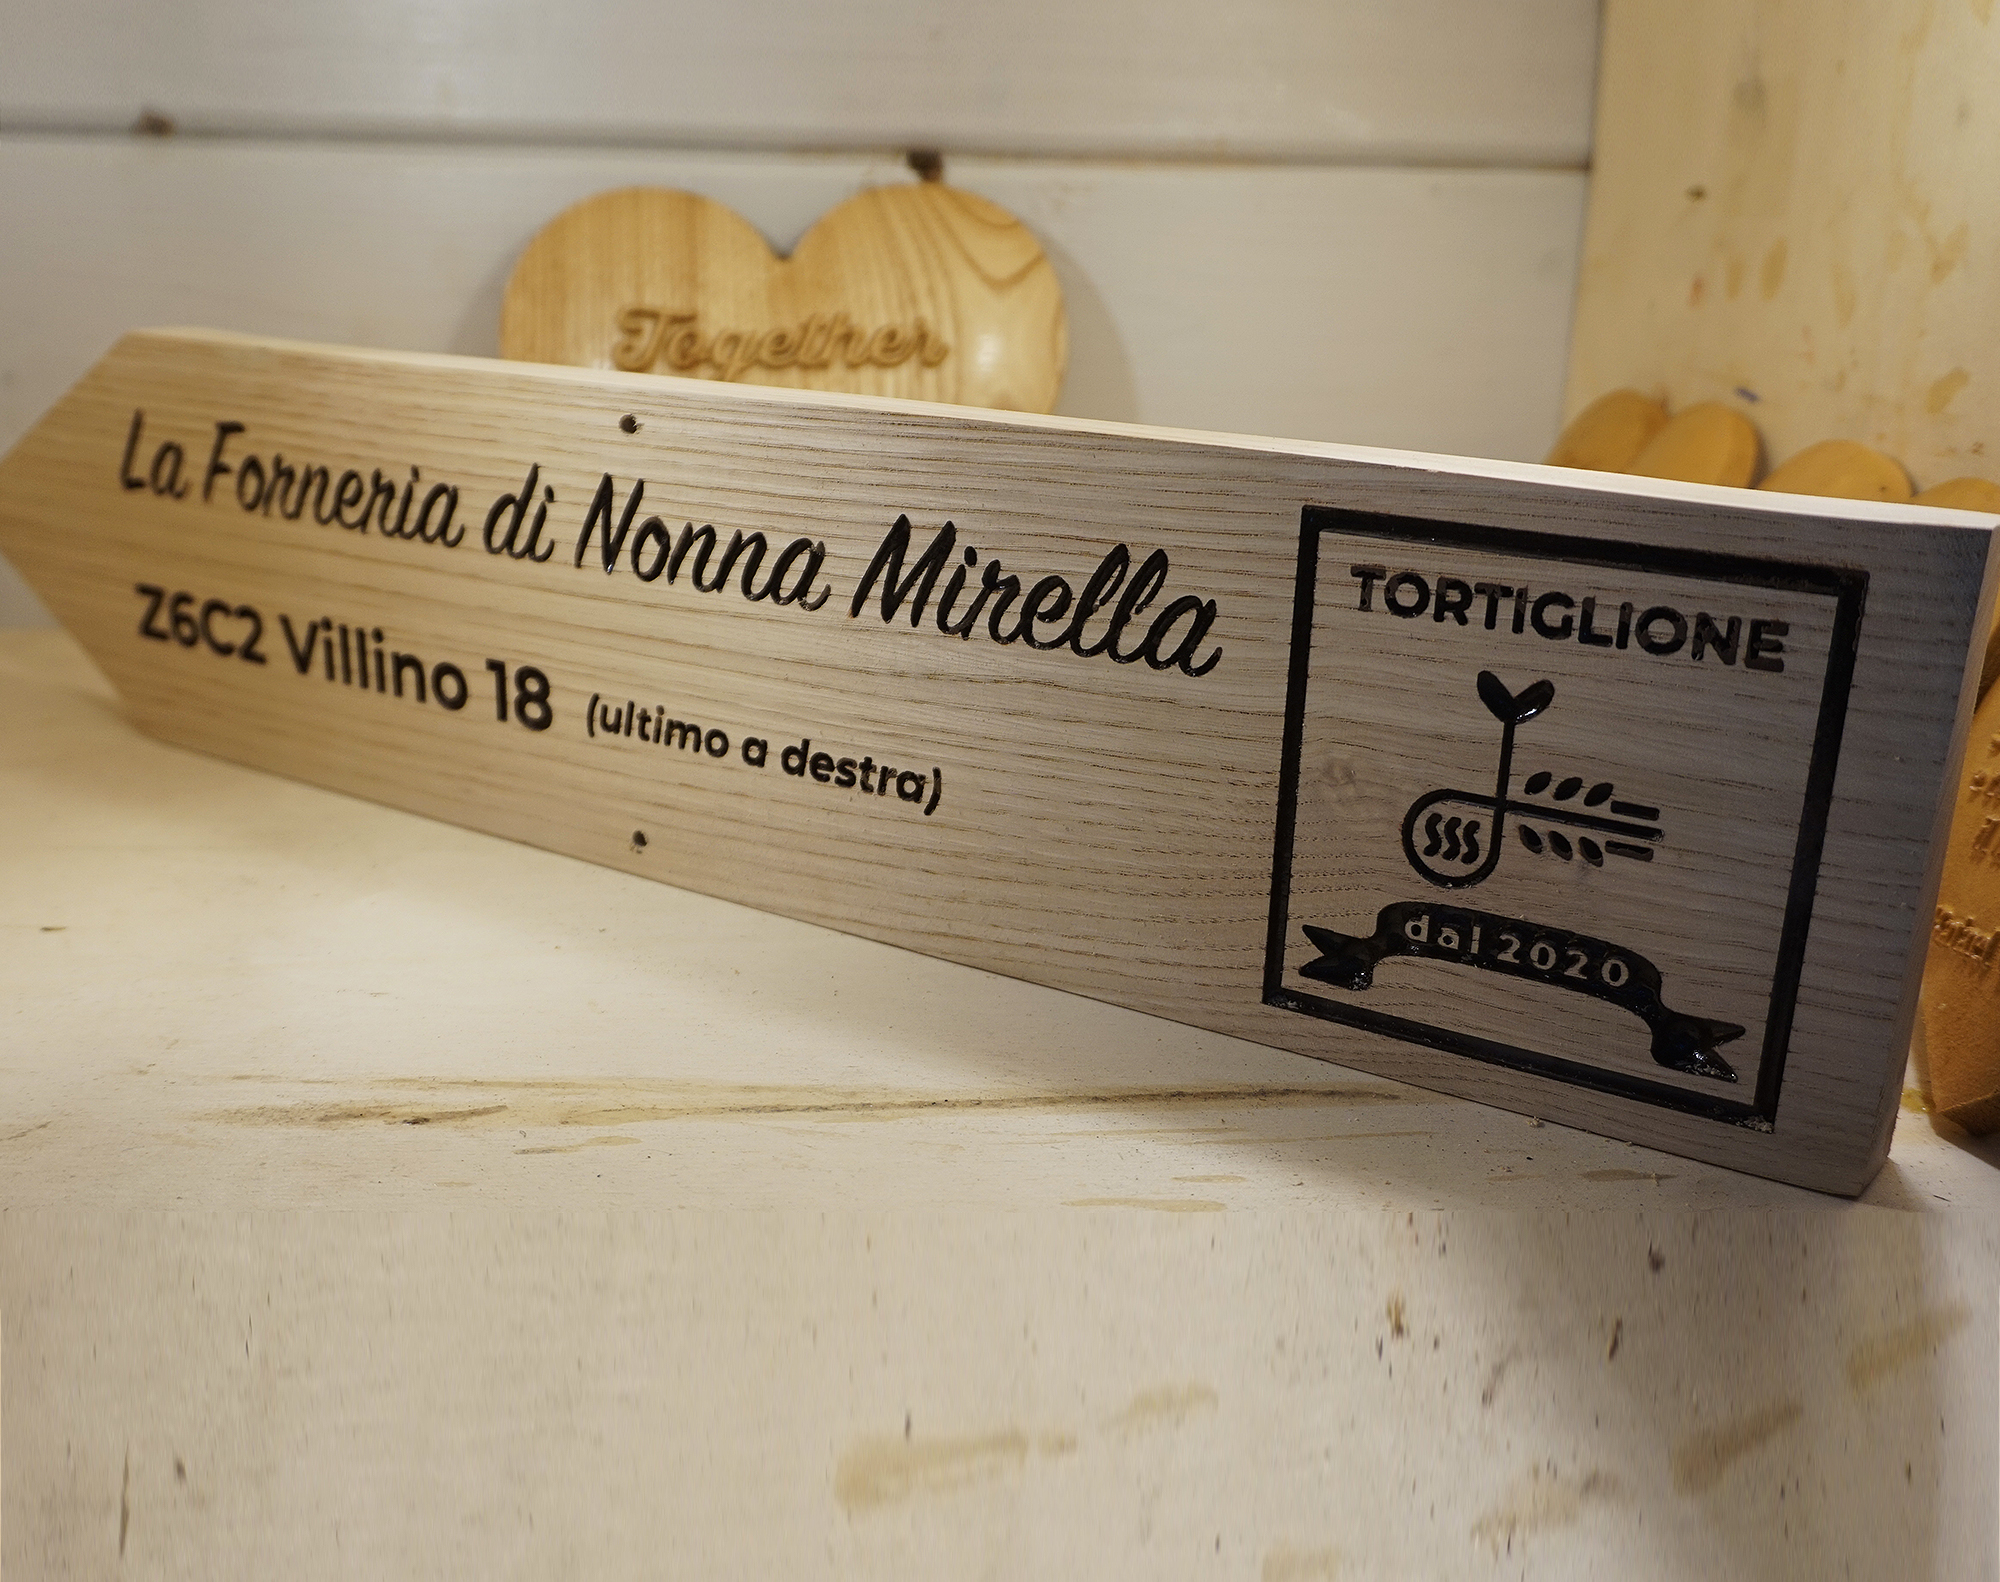 Together
La Forneria di Nonna Mirella
Z6C2 Villino 18 (ultimo a destra)
TORTIGLIONE
dal 2020